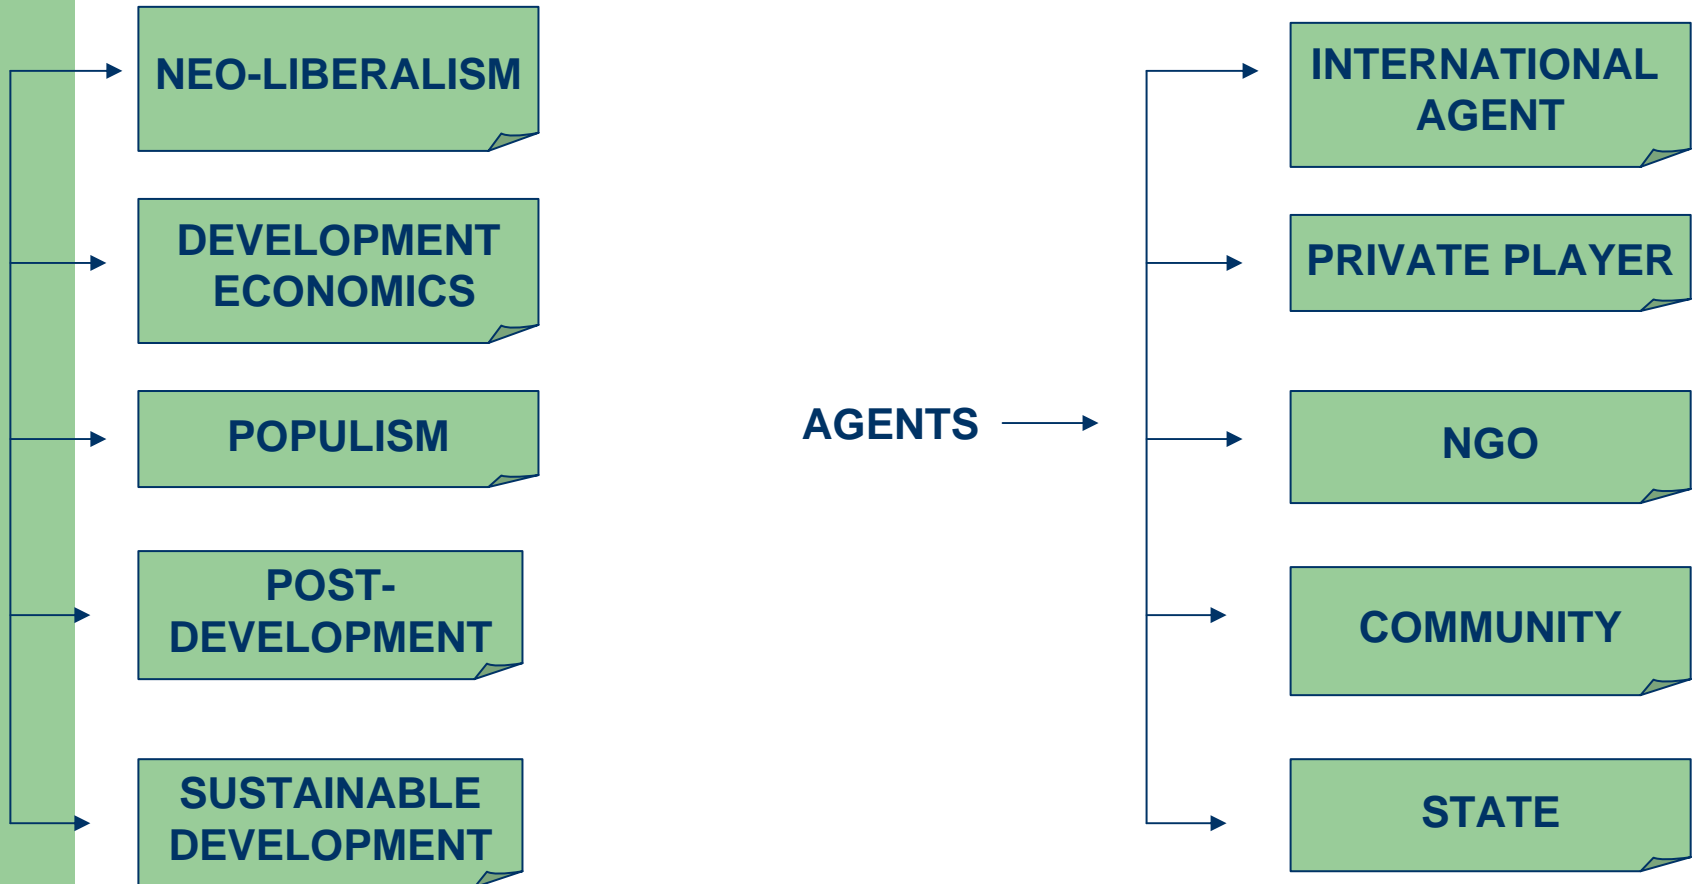 NEO-LIBERALISM
DEVELOPMENT
ECONOMICS
POPULISM
POST-
DEVELOPMENT
SUSTAINABLE
DEVELOPMENT
AGENTS
INTERNATIONAL
AGENT
PRIVATE PLAYER
NGO
COMMUNITY
STATE